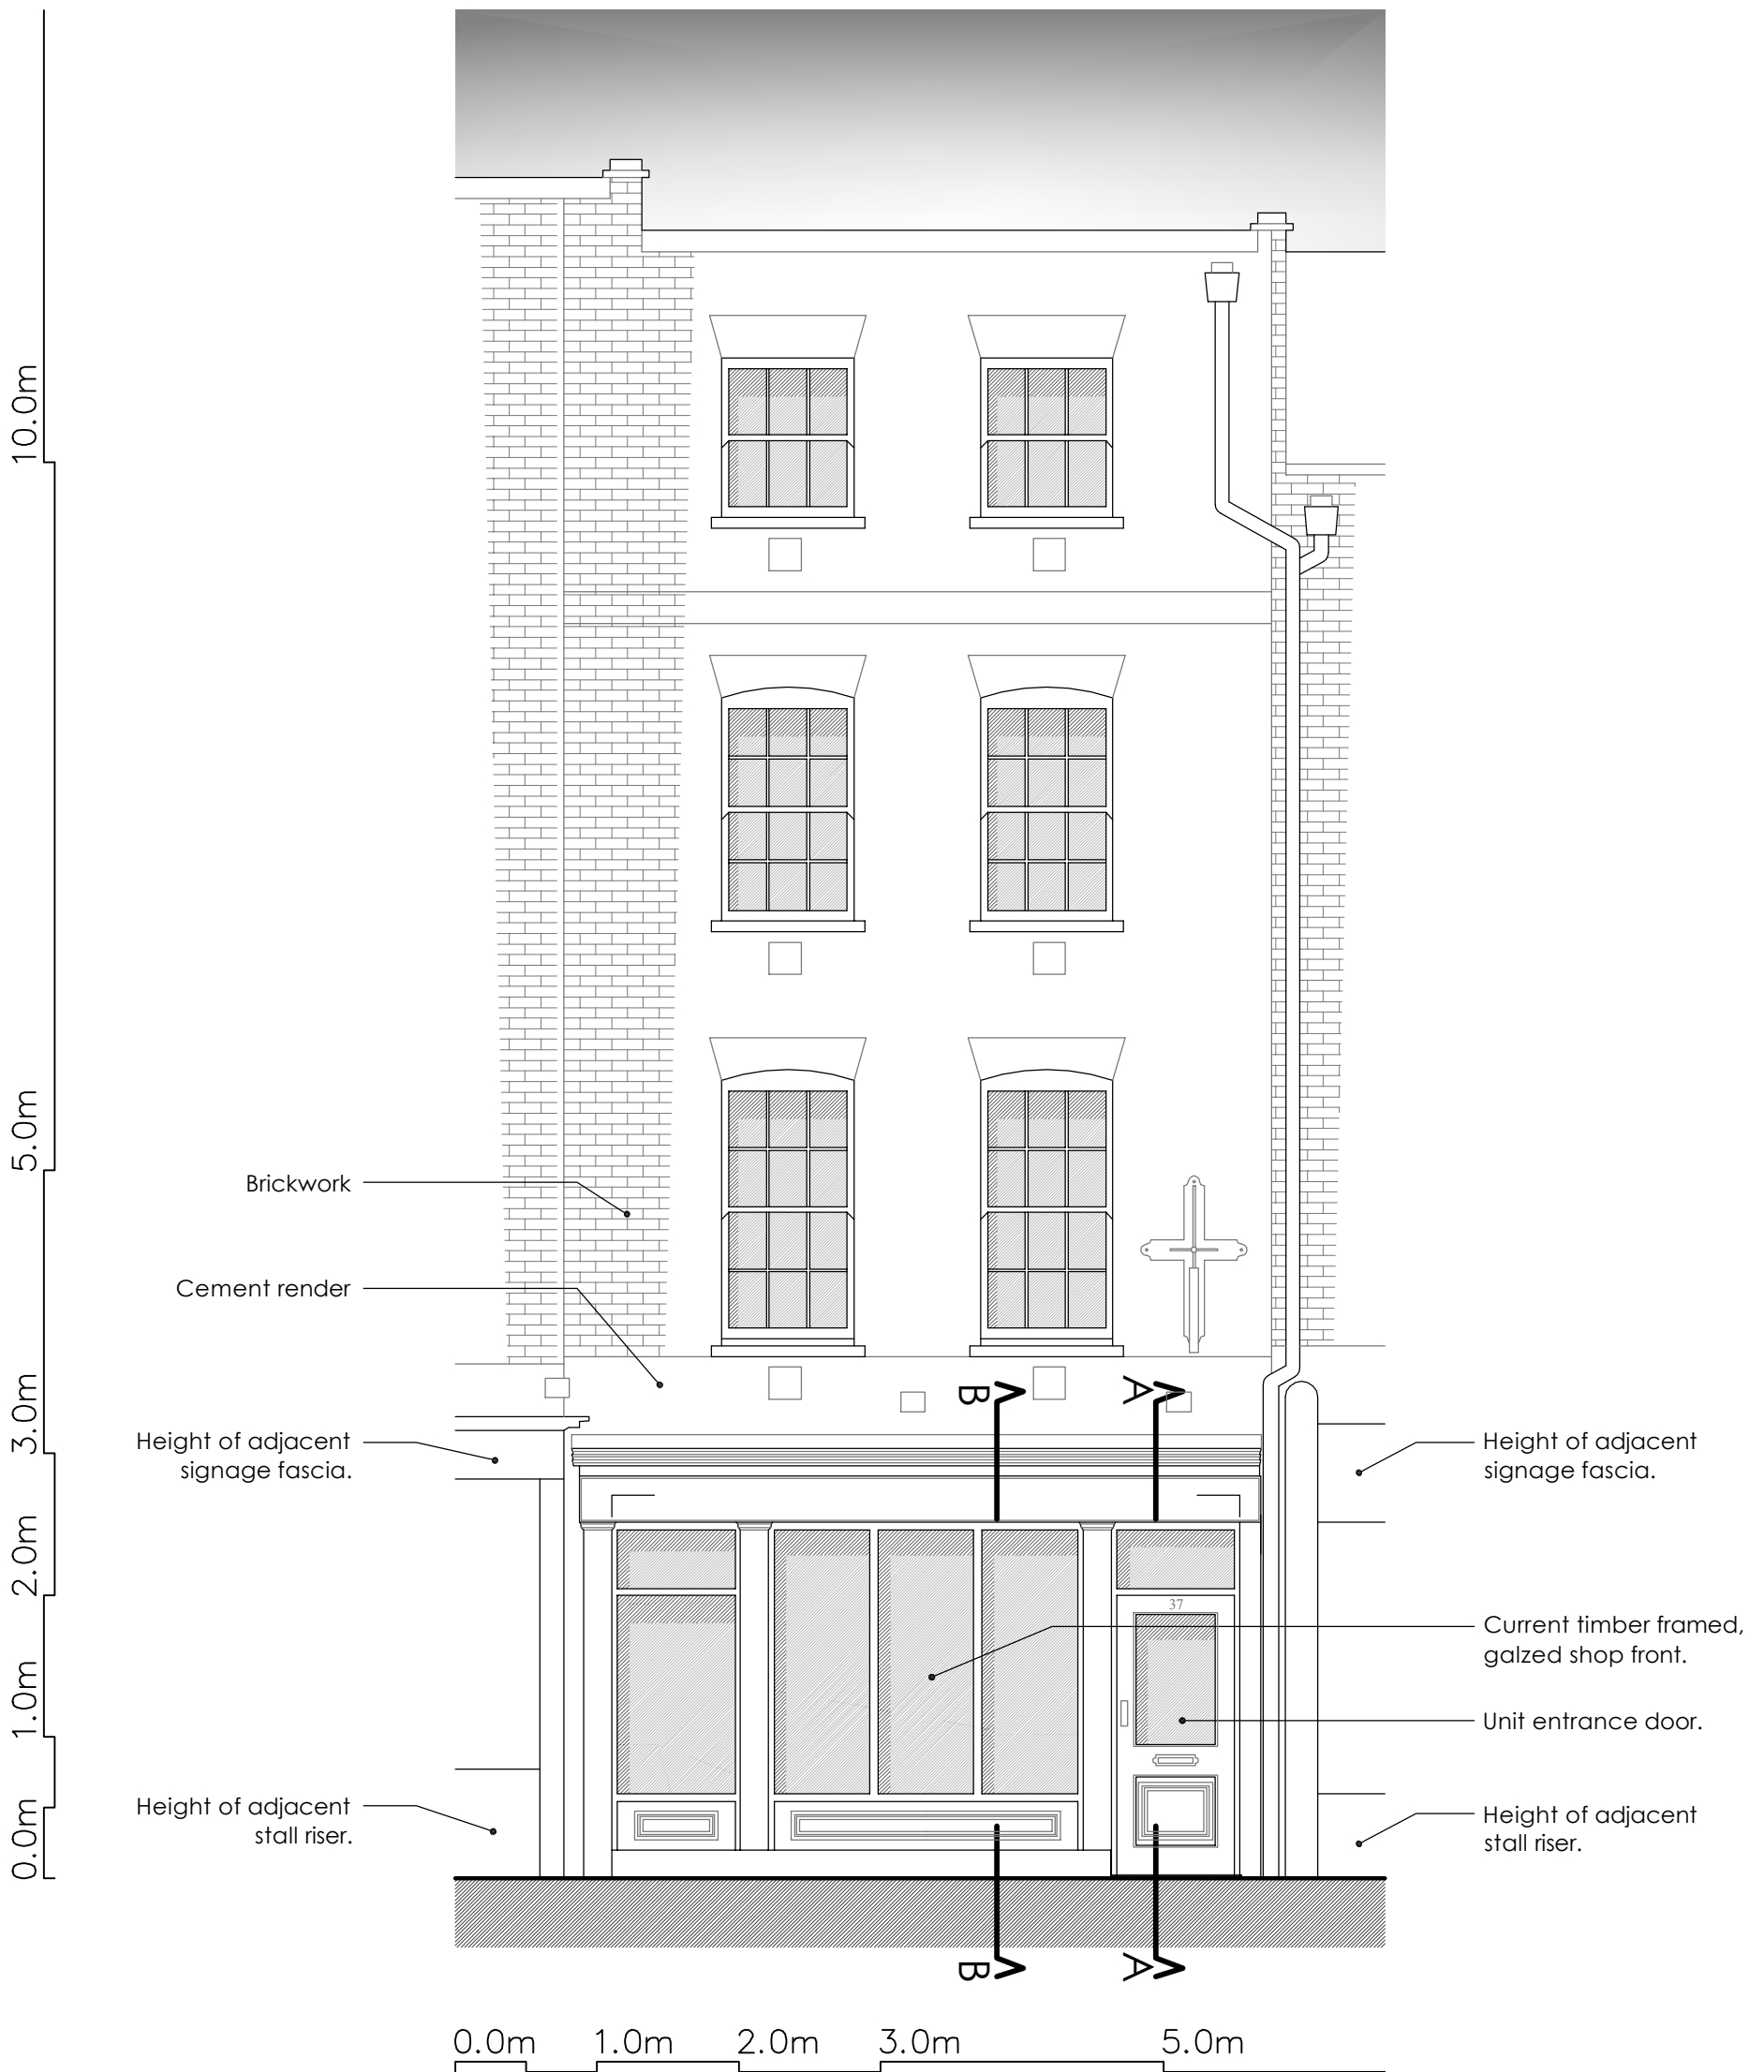 10.0m
5.0m
3.0m
2.0m
1.0m
0.0m
Brickwork
Cement render
Height of adjacent
signage fascia.
Height of adjacent
stall riser.
B
A
37
Height of adjacent
signage fascia.
Current timber framed,
galzed shop front.
Unit entrance door.
Height of adjacent
stall riser.
B
A
0.0m
1.0m
2.0m
3.0m
5.0m